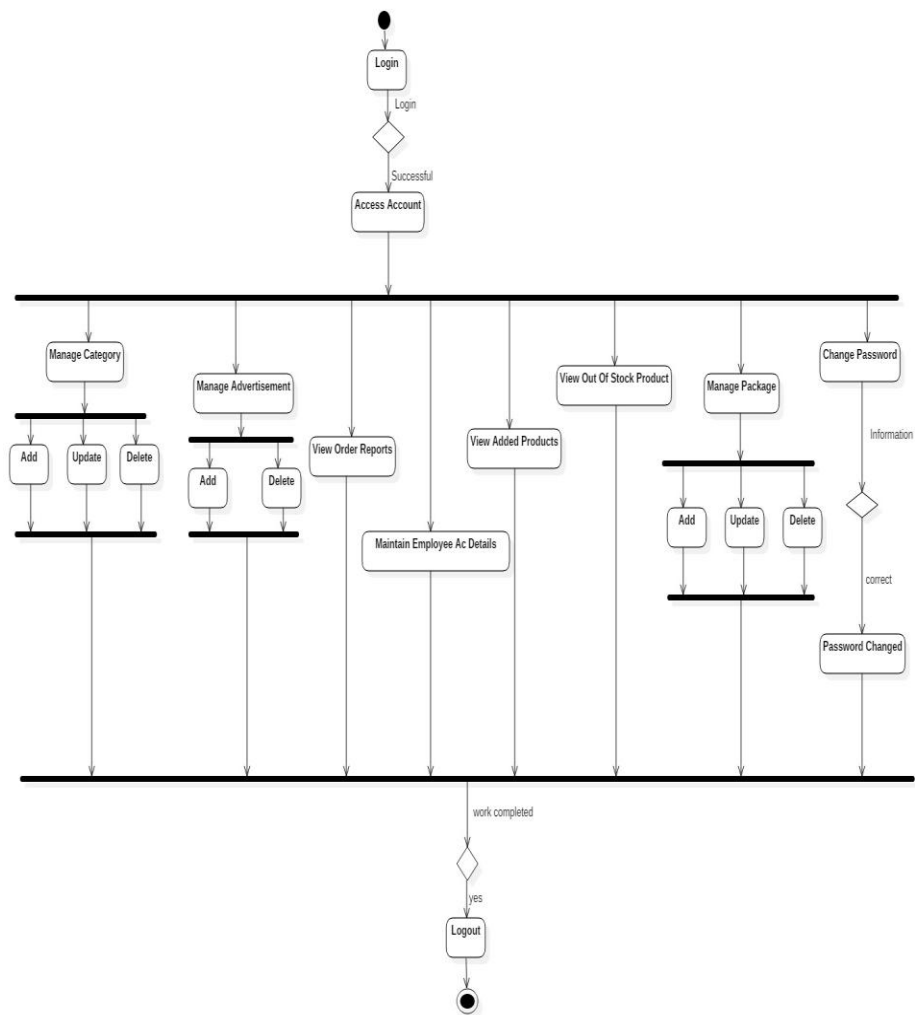 Login
Login
Successful
Access Account
Manage Category
Change Password
View Out Of Stock Product
Manage Advertisement
Manage Package
View Order Reports
View Added Products
Information
Add
Update
Delete
Add
Delete
Add
Update
Delete
Maintain Employee Ac Details
correct
Password Changed
work completed
yes
Logout